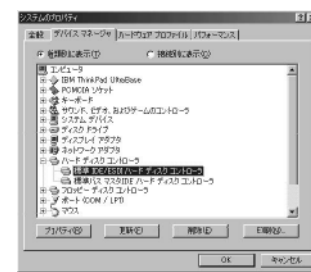 システムのプロパティ
全般 デバイス マネージャ ハードウェア プロファイル パフォーマンス
種類別に表示(T) 接続別に表示(C)
コンピュータ
IBM ThinkPad UltraBase
PCMCIA ソケット
キーボード
サウンド、ビデオ、およびゲームのコントローラ
システム デバイス
ディスク ドライブ
ディスプレイ アダプタ
ネットワーク アダプタ
ハード ディスク コントローラ
標準 IDE/ESDI ハード ディスク コントローラ
標準バス マスタIDE ハード ディスク コントローラ
フロッピー ディスク コントローラ
ポート (COM / LPT)
マウス
プロパティ(R) 更新(F) 削除(E) 印刷(N)...
OK キャンセル